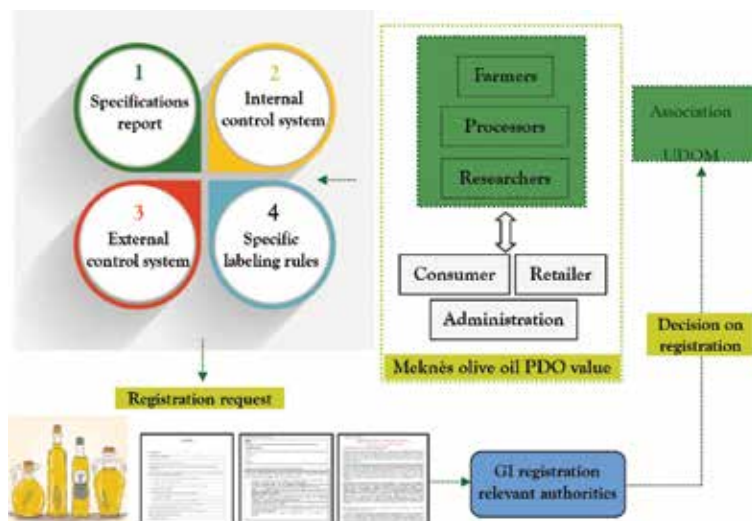 1
Specifications
report
2
Internal
control system
3
External
control system
4
Specific
labeling rules
Farmers
Processors
Researchers
Consumer
Retailer
Administration
Meknès olive oil PDO value
Association
UDOM
Decision on
registration
Registration request
GI registration
relevant authorities